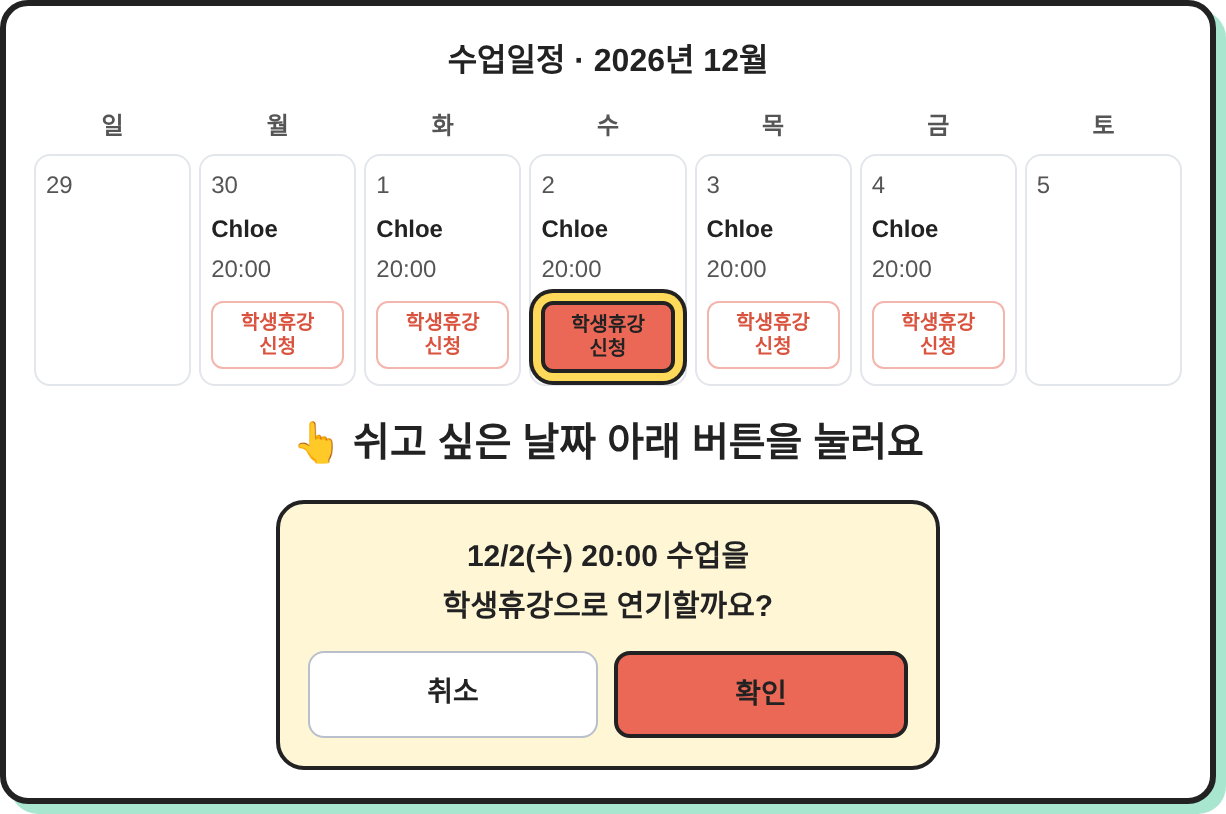 수업일정 · 2026년 12월
일 월 화 수 목 금 토
29 30 1 2 3 4 5
Chloe Chloe Chloe Chloe Chloe
20:00 20:00 20:00 20:00 20:00
학생휴강 학생휴강 학생휴강 학생휴강 학생휴강
신청 신청 신청 신청 신청
👆 쉬고 싶은 날짜 아래 버튼을 눌러요
12/2(수) 20:00 수업을
학생휴강으로 연기할까요?
취소 확인